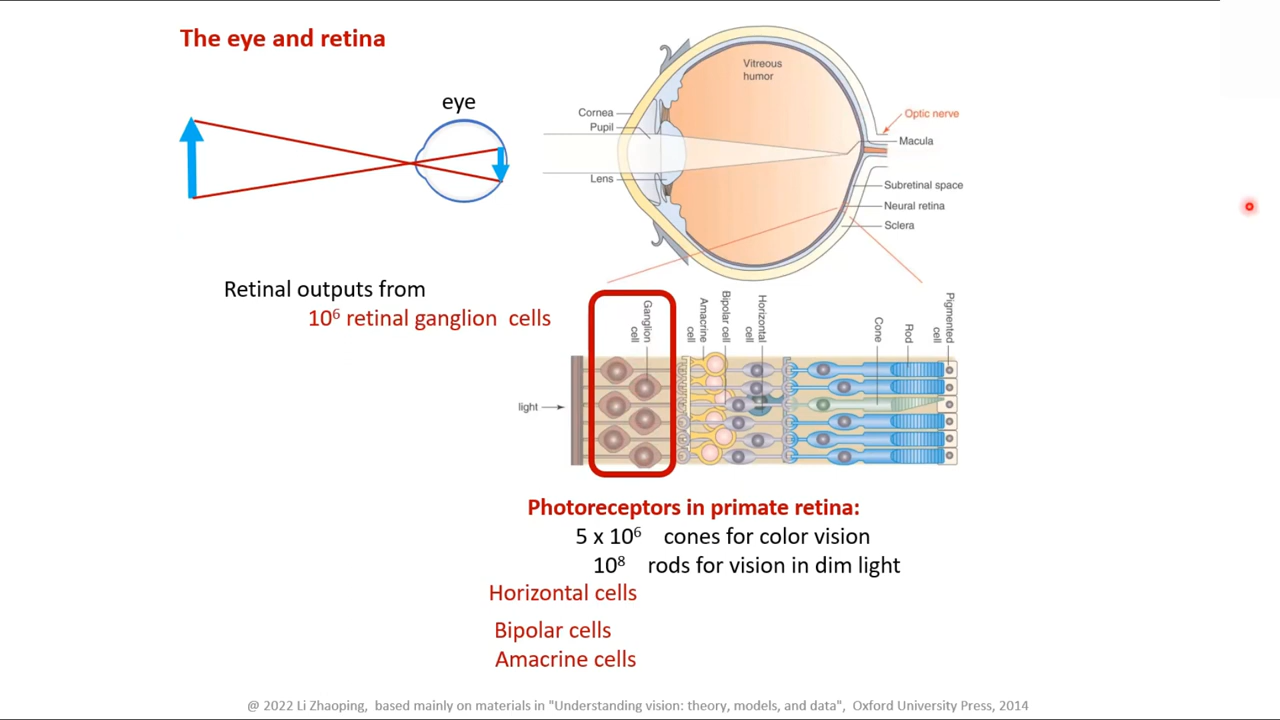 The eye and retina
eye
Vitreous
humor
Cornea
Pupil
Lens
Optic nerve
Macula
Subretinal space
Neural retina
Sclera
Retinal outputs from
10⁶ retinal ganglion cells
Ganglion
cell
Amacrine
cell
Bipolar cell
Horizontal
cell
Cone
Rod
Pigmented
cell
light
Photoreceptors in primate retina:
5 x 10⁶ cones for color vision
10⁸ rods for vision in dim light
Horizontal cells
Bipolar cells
Amacrine cells
@ 2022 Li Zhaoping, based mainly on materials in "Understanding vision: theory, models, and data", Oxford University Press, 2014